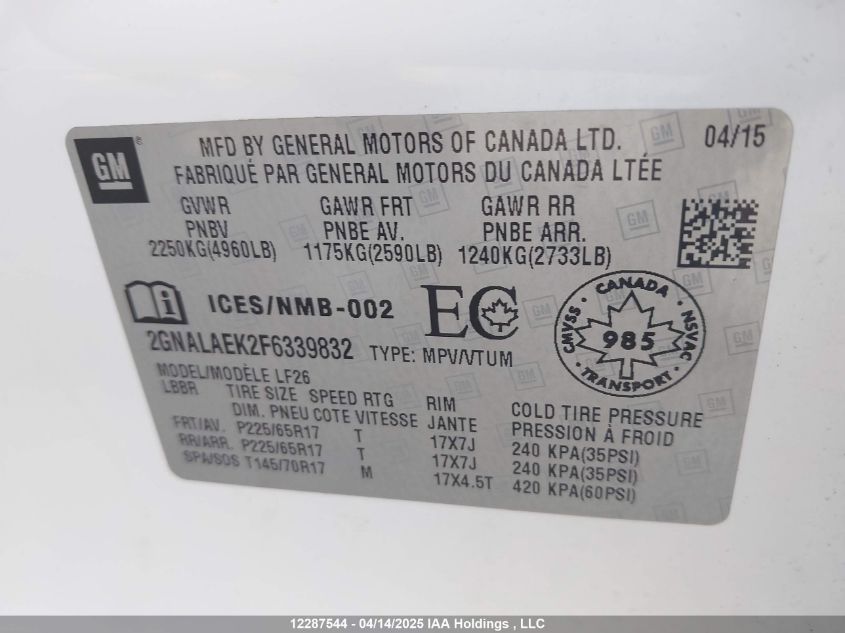 GM
®
MFD BY GENERAL MOTORS OF CANADA LTD. 04/15
FABRIQUÉ PAR GENERAL MOTORS DU CANADA LTÉE
GVWR GAWR FRT GAWR RR
PNBV PNBE AV. PNBE ARR.
2250KG(4960LB) 1175KG(2590LB) 1240KG(2733LB)
ICES/NMB-002 EC
CANADA
CMVSS 985 NSVAC
TRANSPORT
2GNALAEK2F6339832 TYPE: MPV/VTUM
MODEL/MODÈLE LF26
LBBR TIRE SIZE SPEED RTG RIM COLD TIRE PRESSURE
DIM. PNEU COTE VITESSE JANTE PRESSION À FROID
FRT/AV. P225/65R17 T 17X7J 240 KPA(35PSI)
RR/ARR. P225/65R17 T 17X7J 240 KPA(35PSI)
SPA/SOS T145/70R17 M 17X4.5T 420 KPA(60PSI)
12287544 - 04/14/2025 IAA Holdings , LLC